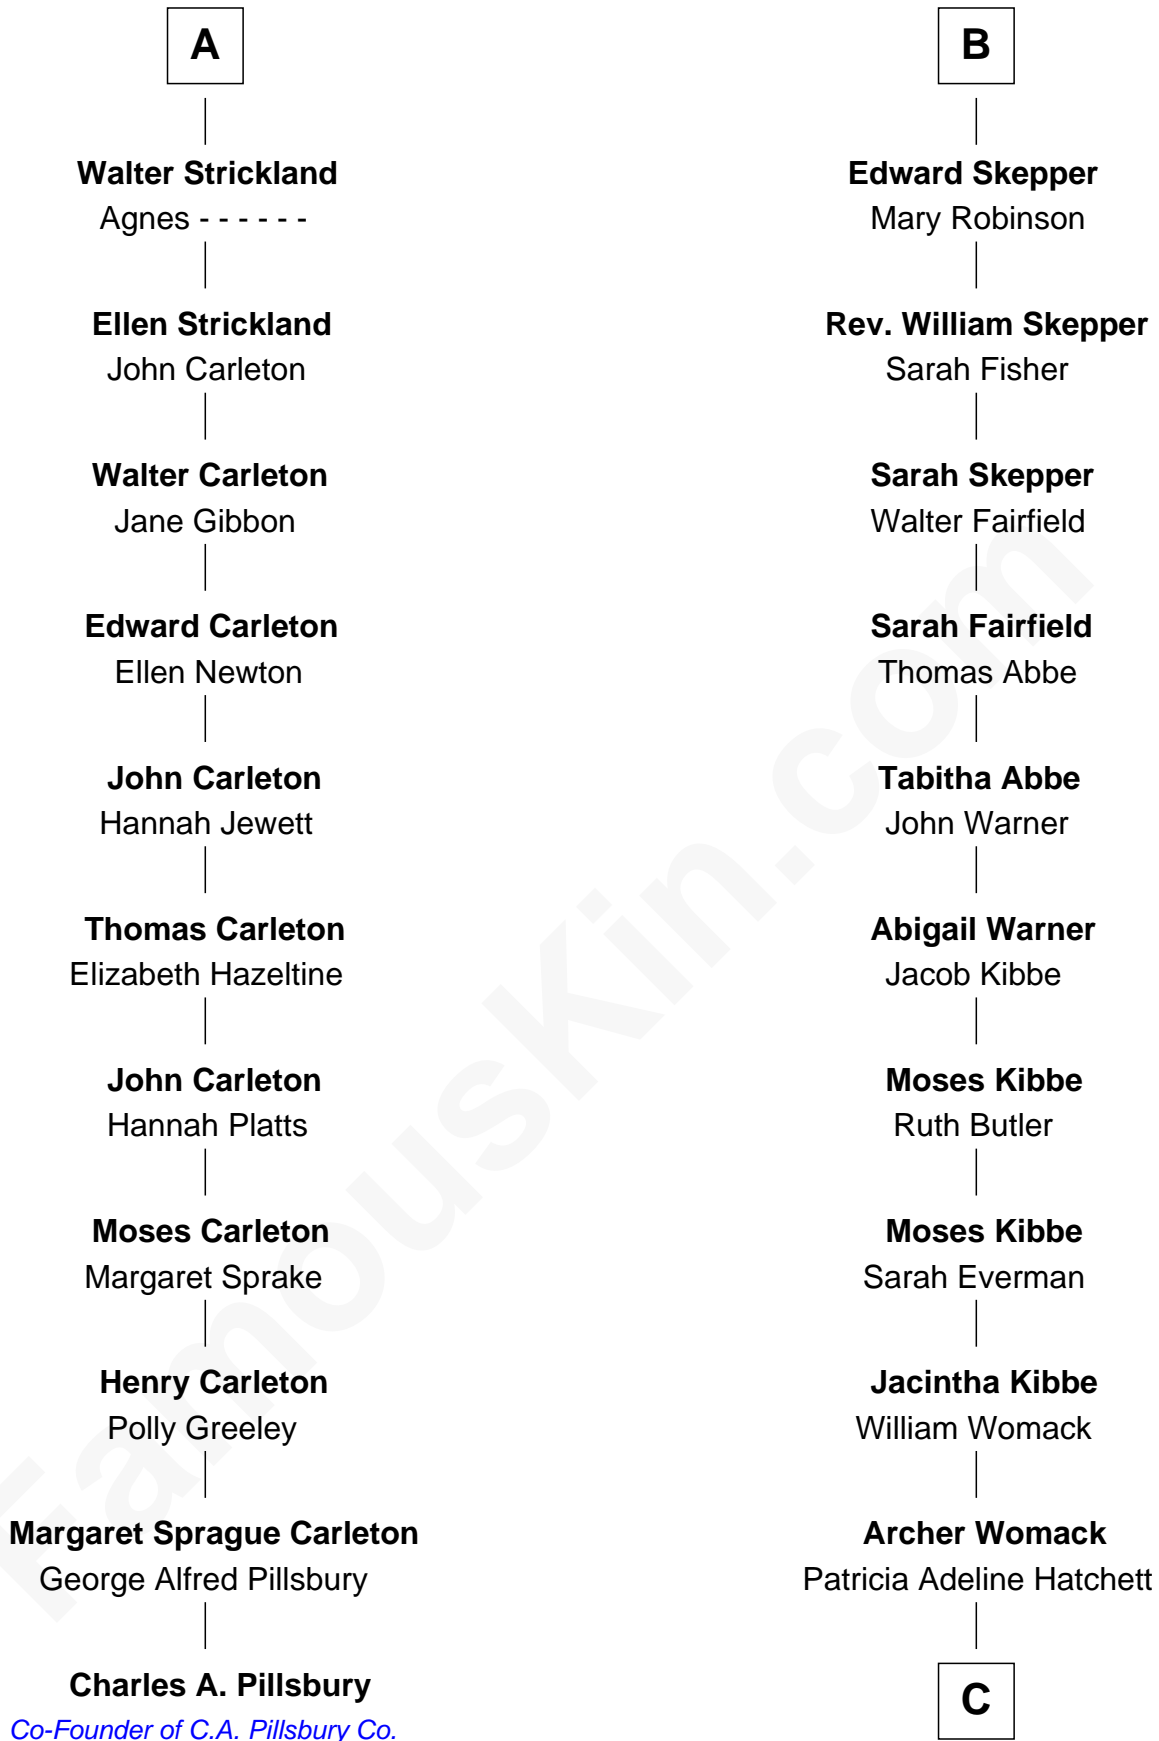 A
Walter Strickland
Agnes - - - - - -
Ellen Strickland
John Carleton
Walter Carleton
Jane Gibbon
Edward Carleton
Ellen Newton
John Carleton
Hannah Jewett
Thomas Carleton
Elizabeth Hazeltine
John Carleton
Hannah Platts
Moses Carleton
Margaret Sprake
Henry Carleton
Polly Greeley
Margaret Sprague Carleton
George Alfred Pillsbury
Charles A. Pillsbury
Co-Founder of C.A. Pillsbury Co.
B
Edward Skepper
Mary Robinson
Rev. William Skepper
Sarah Fisher
Sarah Skepper
Walter Fairfield
Sarah Fairfield
Thomas Abbe
Tabitha Abbe
John Warner
Abigail Warner
Jacob Kibbe
Moses Kibbe
Ruth Butler
Moses Kibbe
Sarah Everman
Jacintha Kibbe
William Womack
Archer Womack
Patricia Adeline Hatchett
C
FamousKin.com